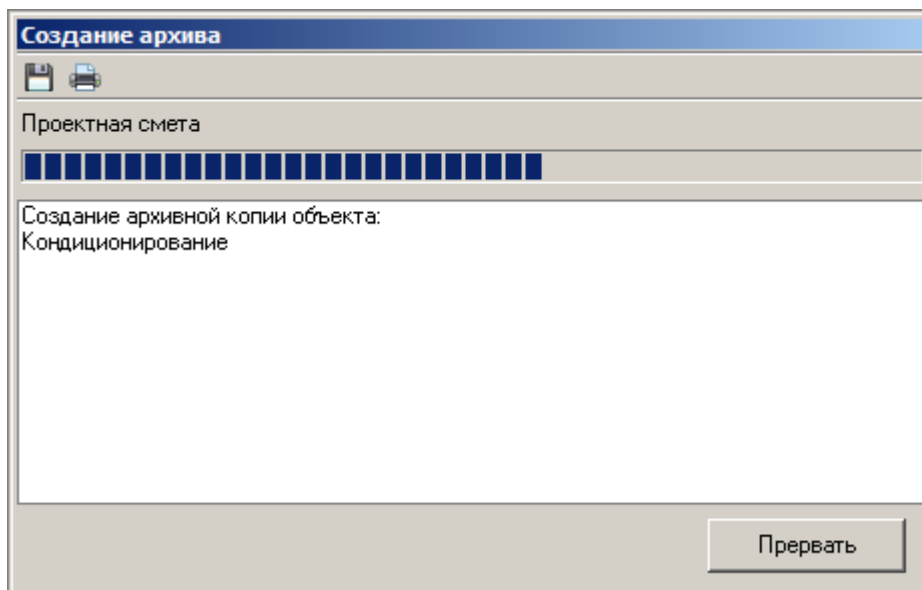 Создание архива
Проектная смета
Создание архивной копии объекта:
Кондиционирование
Прервать